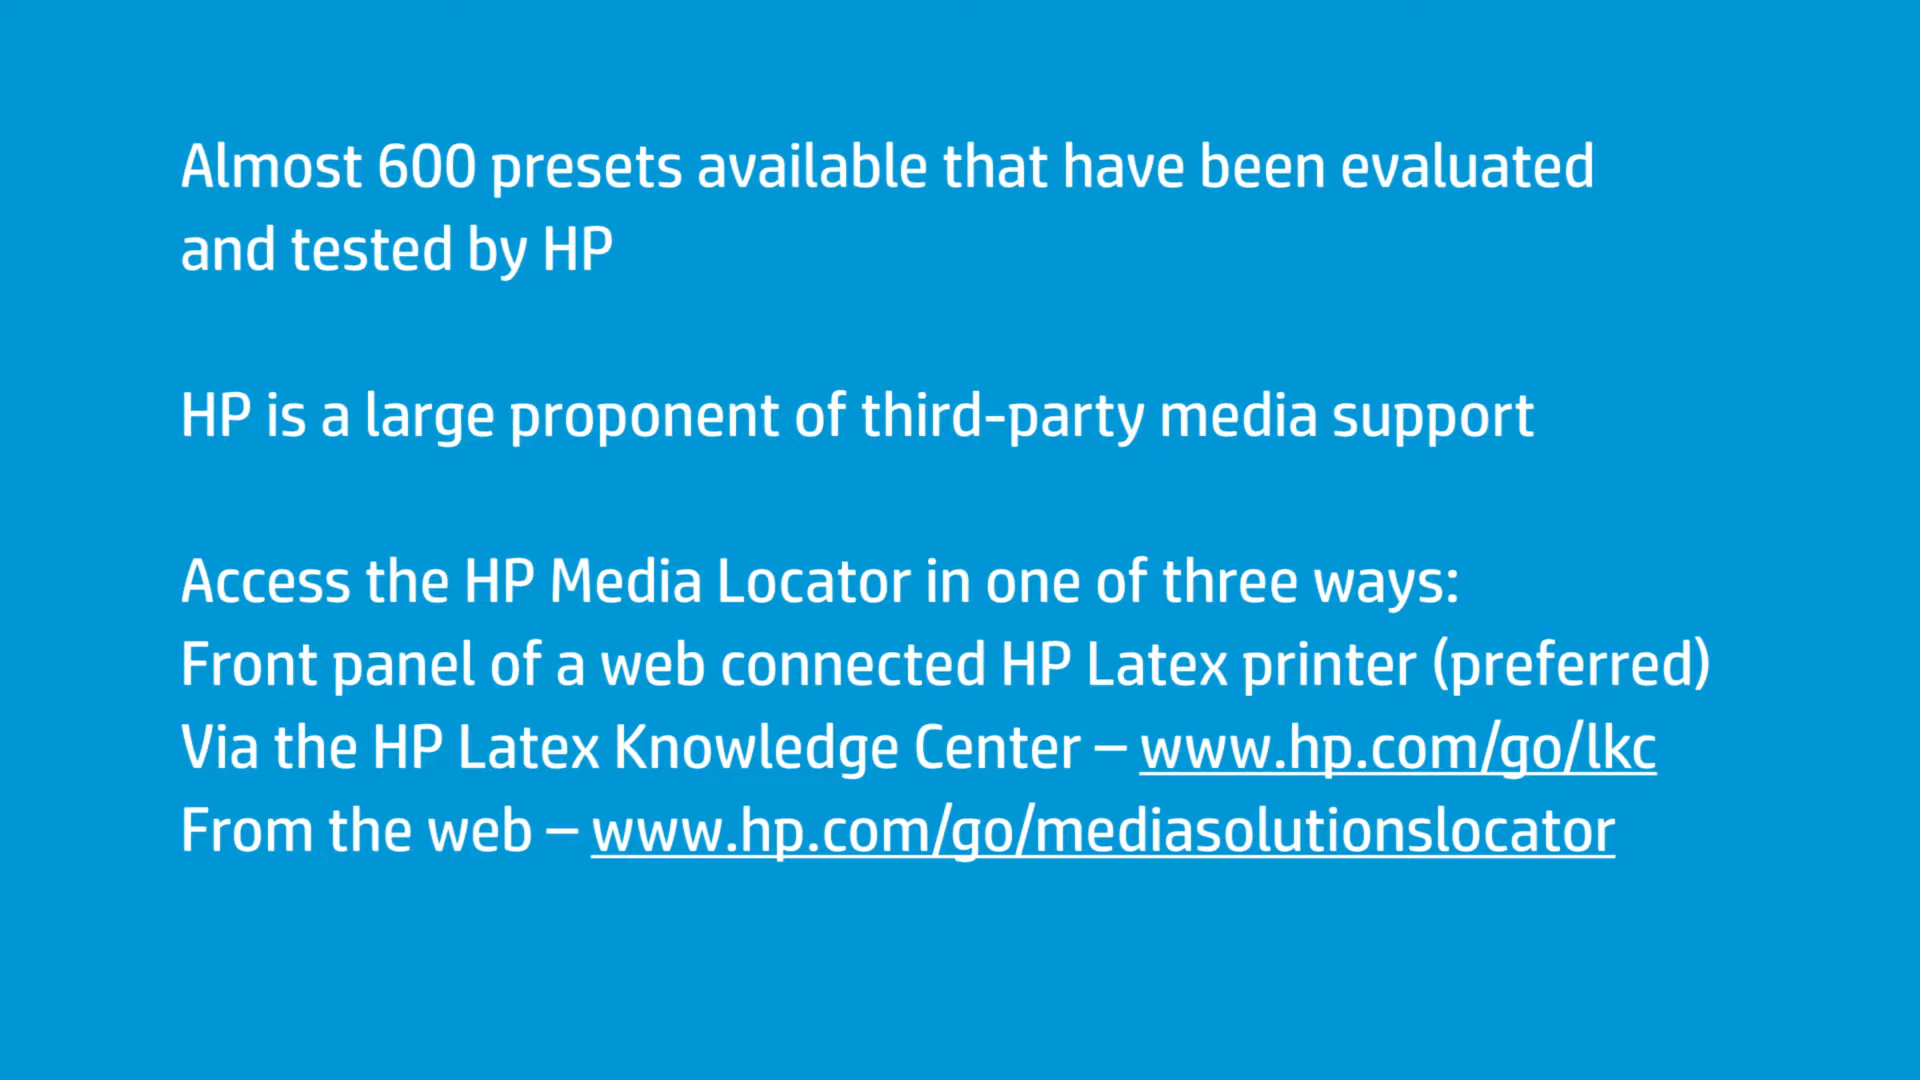 Almost 600 presets available that have been evaluated
and tested by HP
HP is a large proponent of third-party media support
Access the HP Media Locator in one of three ways:
Front panel of a web connected HP Latex printer (preferred)
Via the HP Latex Knowledge Center – www.hp.com/go/lkc
From the web – www.hp.com/go/mediasolutionslocator